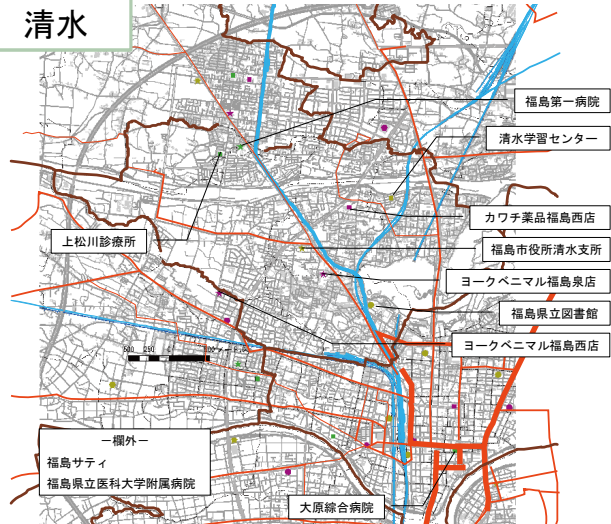 清水
福島第一病院
清水学習センター
カワチ薬品福島西店
上松川診療所
福島市役所清水支所
ヨークベニマル福島泉店
福島県立図書館
ヨークベニマル福島西店
－欄外－
福島サティ
福島県立医科大学附属病院
大原綜合病院